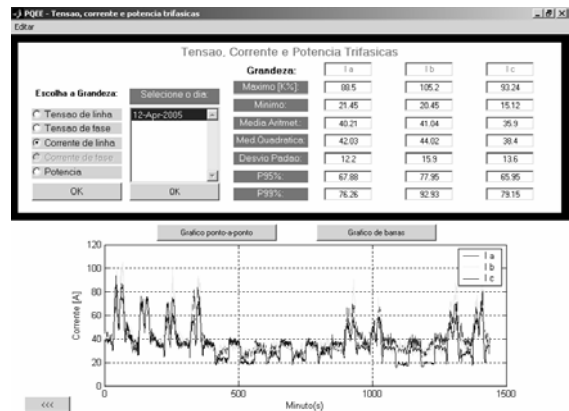 PQEE - Tensao, corrente e potencia trifasicas
Editar
Tensao, Corrente e Potencia Trifasicas
Grandeza: I a I b I c
Escolha a Grandeza: Selecione o dia:
Maximo [K%]: 88.5 105.2 93.24
Tensao de linha 12-Apr-2005
Minimo: 21.45 20.45 15.12
Tensao de fase
Media Aritmet.: 40.21 41.04 35.9
Corrente de linha
Med Quadratica: 42.03 44.02 38.4
Corrente de fase
Desvio Padao: 12.2 15.9 13.6
Potencia
P95%: 67.88 77.95 65.95
OK OK
P99%: 76.26 92.93 79.15
Grafico ponto-a-ponto Grafico de barras
120
100
80
60
40
20
0
Corrente [A]
I a
I b
I c
0 500 1000 1500
Minuto(s)
<<<